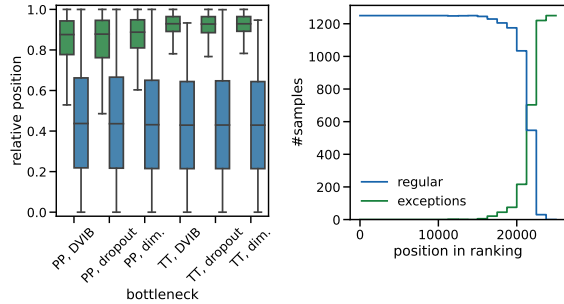 relative position
1.0
0.8
0.6
0.4
0.2
0.0
PP, DVIB
PP, dropout
PP, dim.
TT, DVIB
TT, dropout
TT, dim.
bottleneck
#samples
1200
1000
800
600
400
200
0
regular
exceptions
0
10000
20000
position in ranking